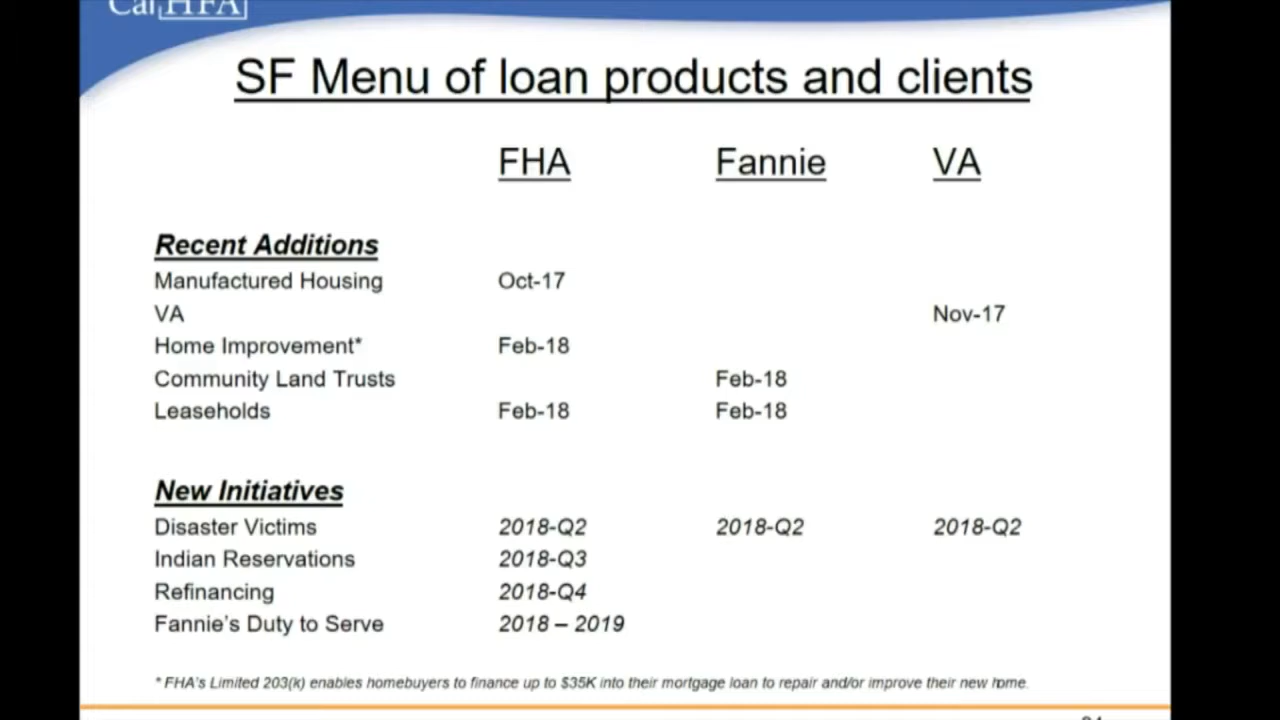 CalHFA
SF Menu of loan products and clients
FHA Fannie VA
Recent Additions
Manufactured Housing Oct-17
VA Nov-17
Home Improvement* Feb-18
Community Land Trusts Feb-18
Leaseholds Feb-18 Feb-18
New Initiatives
Disaster Victims 2018-Q2 2018-Q2 2018-Q2
Indian Reservations 2018-Q3
Refinancing 2018-Q4
Fannie's Duty to Serve 2018 – 2019
* FHA's Limited 203(k) enables homebuyers to finance up to $35K into their mortgage loan to repair and/or improve their new home.